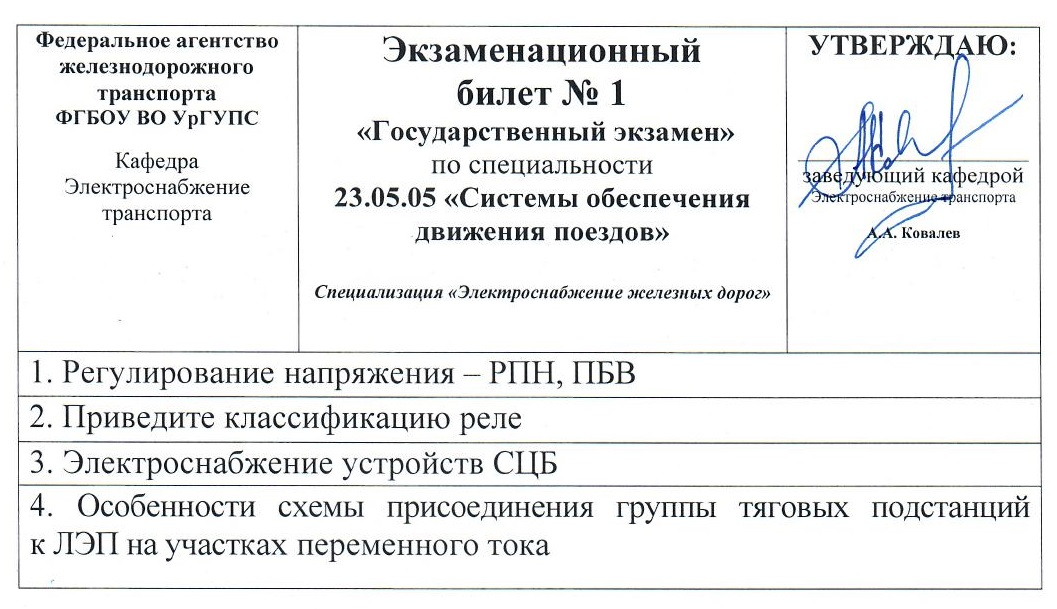 Федеральное агентство
железнодорожного
транспорта
ФГБОУ ВО УрГУПС
Кафедра
Электроснабжение
транспорта
Экзаменационный
билет № 1
«Государственный экзамен»
по специальности
23.05.05 «Системы обеспечения
движения поездов»
Специализация «Электроснабжение железных дорог»
УТВЕРЖДАЮ:
заведующий кафедрой
Электроснабжение транспорта
А.А. Ковалев
1. Регулирование напряжения – РПН, ПБВ
2. Приведите классификацию реле
3. Электроснабжение устройств СЦБ
4. Особенности схемы присоединения группы тяговых подстанций
к ЛЭП на участках переменного тока